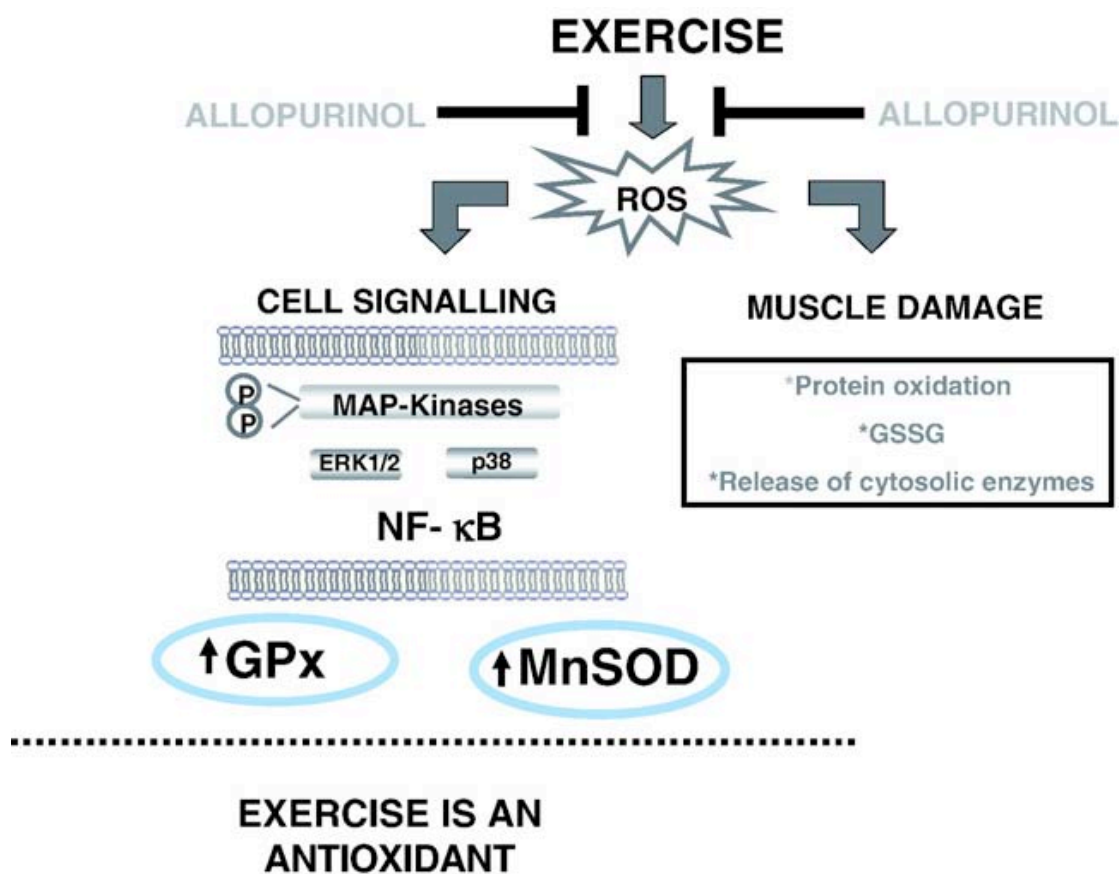 EXERCISE
ALLOPURINOL
ALLOPURINOL
ROS
CELL SIGNALLING
P
P
MAP-Kinases
ERK1/2
p38
NF- κB
↑GPx
↑MnSOD
MUSCLE DAMAGE
*Protein oxidation
*GSSG
*Release of cytosolic enzymes
EXERCISE IS AN
ANTIOXIDANT